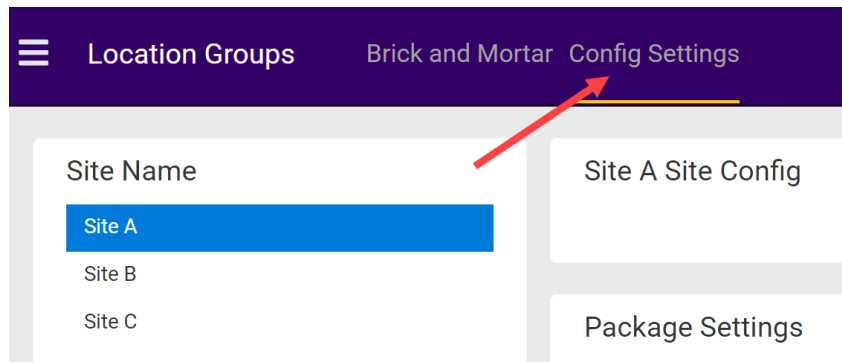 Location Groups Brick and Mortar Config Settings
Site Name
Site A
Site B
Site C
Site A Site Config
Package Settings